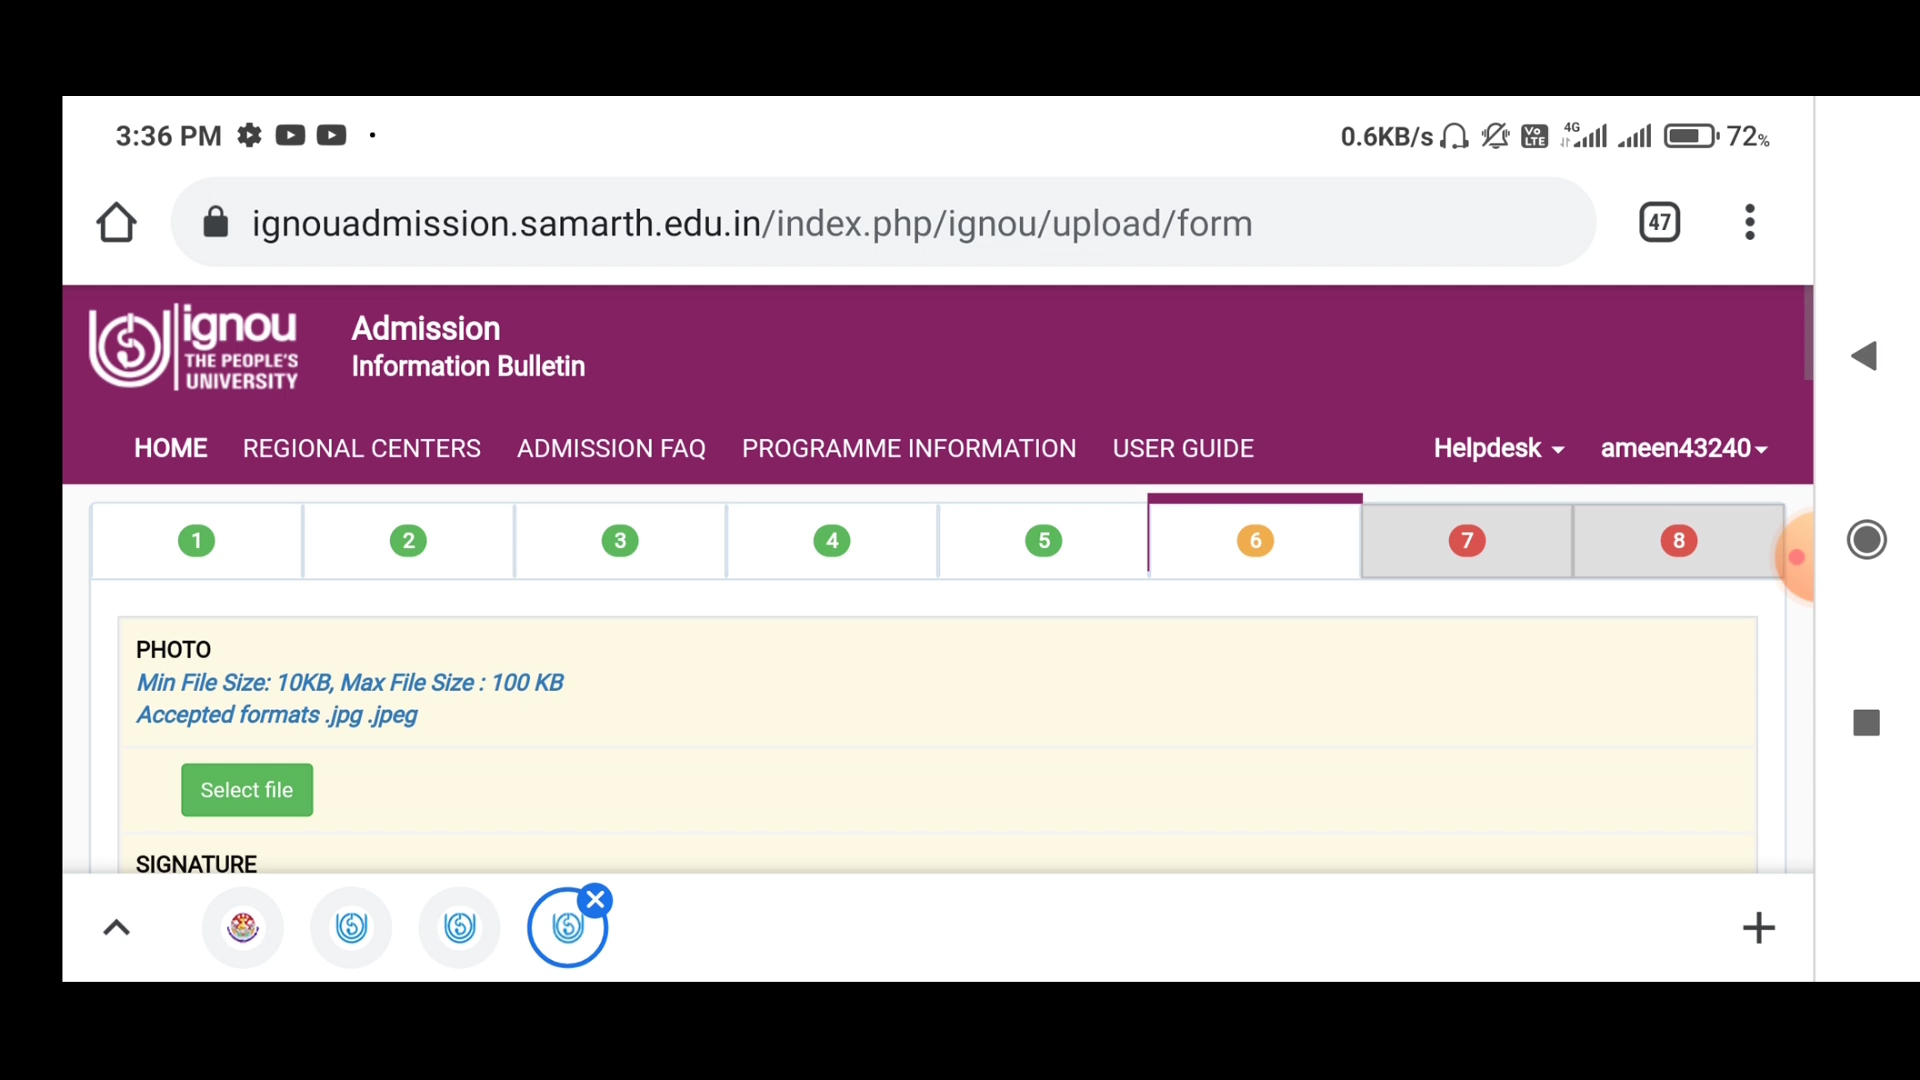 3:36 PM
0.6KB/s
Vo LTE
4G
72%
ignouadmission.samarth.edu.in/index.php/ignou/upload/form
47
ignou
THE PEOPLE'S
UNIVERSITY
Admission
Information Bulletin
HOME REGIONAL CENTERS ADMISSION FAQ PROGRAMME INFORMATION USER GUIDE Helpdesk ameen43240
1 2 3 4 5 6 7 8
PHOTO
Min File Size: 10KB, Max File Size : 100 KB
Accepted formats .jpg .jpeg
Select file
SIGNATURE